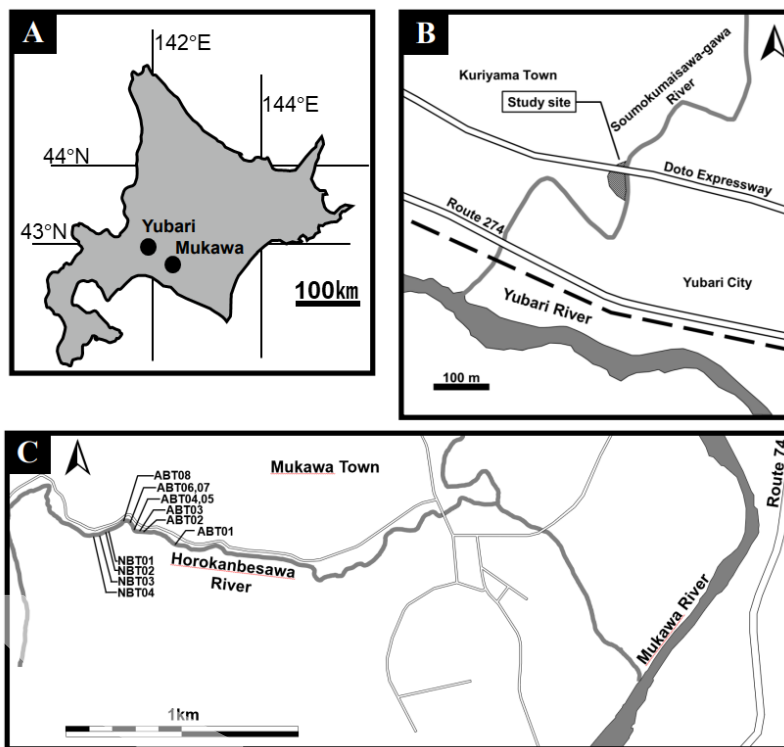 A
142°E
144°E
44°N
43°N
Yubari
Mukawa
100km
B
Kuriyama Town
Soumokumaisawa-gawa
River
Study site
Doto Expressway
Route 274
Yubari City
Yubari River
100 m
C
Mukawa Town
Route 74
ABT08
ABT06,07
ABT04,05
ABT03
ABT02
ABT01
NBT01
NBT02
NBT03
NBT04
Horokanbesawa
River
Mukawa River
1km